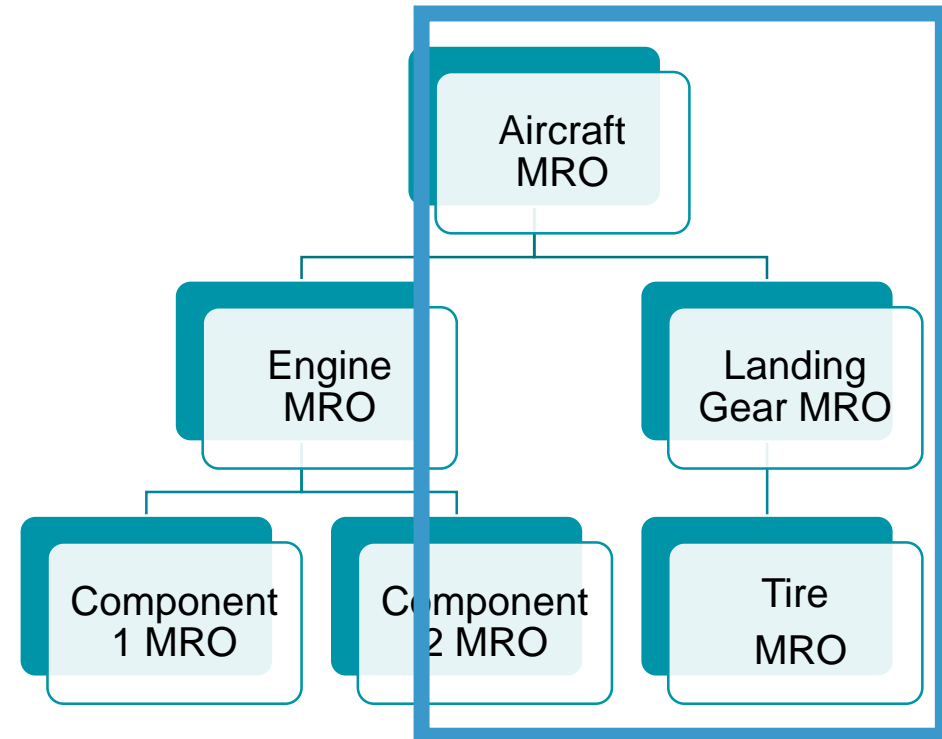 Aircraft
MRO
Engine
MRO
Landing
Gear MRO
Component
1 MRO
Component
2 MRO
Tire
MRO